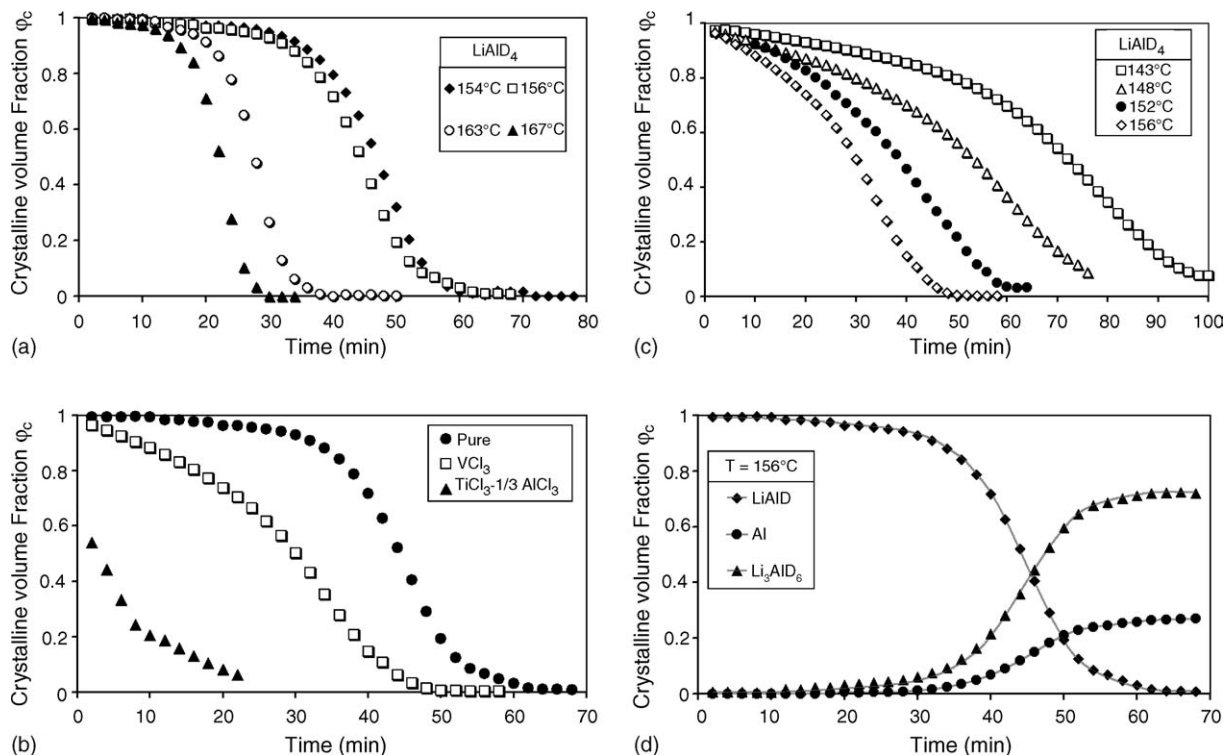 Crystalline volume Fraction φc
1
0.8
0.6
0.4
0.2
0
LiAlD4
154°C 156°C
163°C 167°C
0 10 20 30 40 50 60 70 80
(a) Time (min)
Crystalline volume Fraction φc
1
0.8
0.6
0.4
0.2
0
LiAlD4
143°C
148°C
152°C
156°C
0 10 20 30 40 50 60 70 80 90 100
(c) Time (min)
Crystalline volume Fraction φc
1
0.8
0.6
0.4
0.2
0
Pure
VCl3
TiCl3-1/3 AlCl3
0 10 20 30 40 50 60 70
(b) Time (min)
Crystalline volume Fraction φc
1
0.8
0.6
0.4
0.2
0
T = 156°C
LiAlD
Al
Li3AlD6
0 10 20 30 40 50 60 70
(d) Time (min)